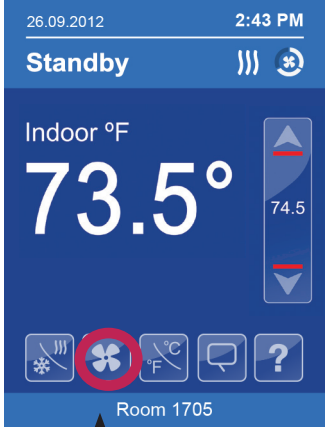 26.09.2012 2:43 PM
Standby
Indoor ºF
73.5°
74.5
°F °C
?
Room 1705